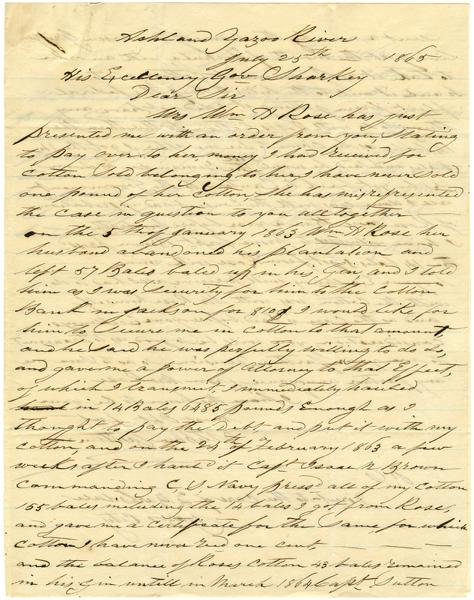 Ashland Yazoo River
July 25th 1865
His Excellency Gov Sharkey
Dear Sir
Mrs Wm H Rose has just
presented me with an order from you, stating
to pay over to her, money I had received for
cotton sold belonging to her, I have never sold
one pound of her cotton, she has misrepresented
the case in question to you alltogether
on the 5th of January 1863 Wm H Rose her
husband abandoned his plantation and
left 57 Bales baled up in his Gin, and I told
him as I was security for him to the Cotton
Bank in Jackson for 810$ I would like, for
him to secure me in cotton to that amount
and he said he was perfectly willing to do so,
and gave me a power of Attorney to that Effect,
of which I transmit & I immediately hauled
in 14 Bales 6485 pounds Enough as I
thought to pay the debt and put it with my
cotton, and on the 24th of February 1863 a few
weeks after I haul'd it Capt Isaac N Brown
commanding C S Navy press'd all of my cotton
155 bales including the 14 bales I got from Rose,
and gave me a certificate for the same, for which
cotton I have never had one cent,
and the balance of Roses Cotton 43 bales remained
in his Gin untill in March 1864 Capt Sutton